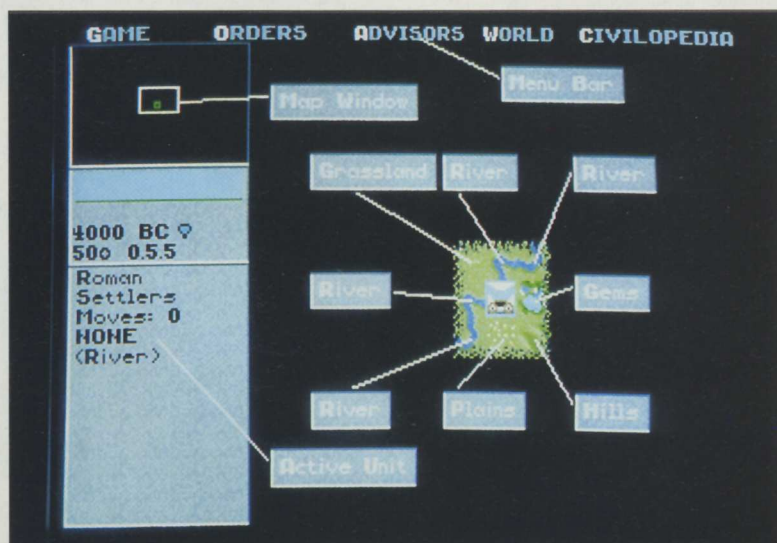 GAME ORDERS ADVISORS WORLD CIVILOPEDIA
Menu Bar
Map Window
Grassland River River
4000 BC
50 0.5.5
Roman
Settlers
Moves: 0
NONE
(River)
River
Gems
River
Plains
Hills
Active Unit